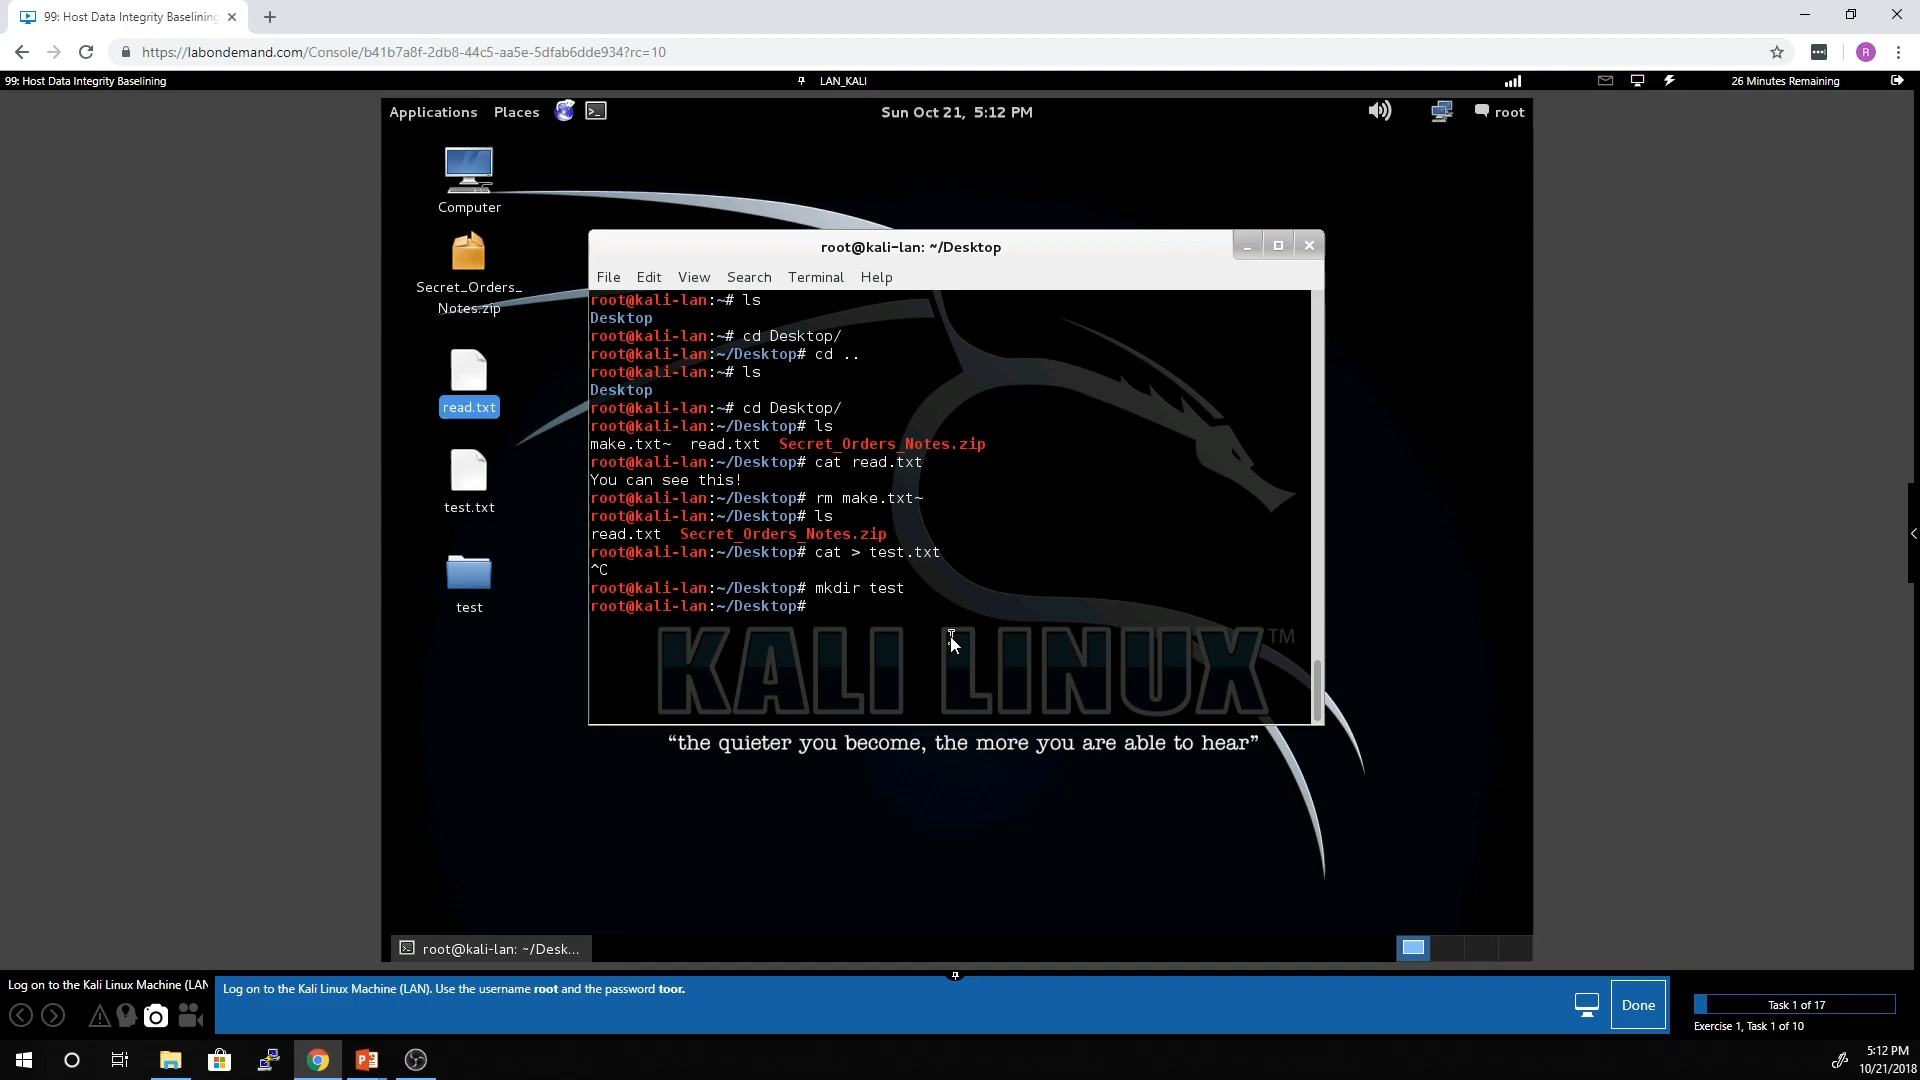 99: Host Data Integrity Baselining
https://labondemand.com/Console/b41b7a8f-2db8-44c5-aa5e-5dfab6dde934?rc=10
R
99: Host Data Integrity Baselining
LAN_KALI
26 Minutes Remaining
Applications Places
Sun Oct 21, 5:12 PM
root
Computer
Secret_Orders_
Notes.zip
read.txt
test.txt
test
root@kali-lan: ~/Desktop
File Edit View Search Terminal Help
root@kali-lan:~# ls
Desktop
root@kali-lan:~# cd Desktop/
root@kali-lan:~/Desktop# cd ..
root@kali-lan:~# ls
Desktop
root@kali-lan:~# cd Desktop/
root@kali-lan:~/Desktop# ls
make.txt~ read.txt Secret_Orders_Notes.zip
root@kali-lan:~/Desktop# cat read.txt
You can see this!
root@kali-lan:~/Desktop# rm make.txt~
root@kali-lan:~/Desktop# ls
read.txt Secret_Orders_Notes.zip
root@kali-lan:~/Desktop# cat > test.txt
^C
root@kali-lan:~/Desktop# mkdir test
root@kali-lan:~/Desktop#
KALI LINUX™
“the quieter you become, the more you are able to hear”
root@kali-lan: ~/Desk...
Log on to the Kali Linux Machine (LAN
Log on to the Kali Linux Machine (LAN). Use the username root and the password toor.
Done
Task 1 of 17
Exercise 1, Task 1 of 10
5:12 PM
10/21/2018